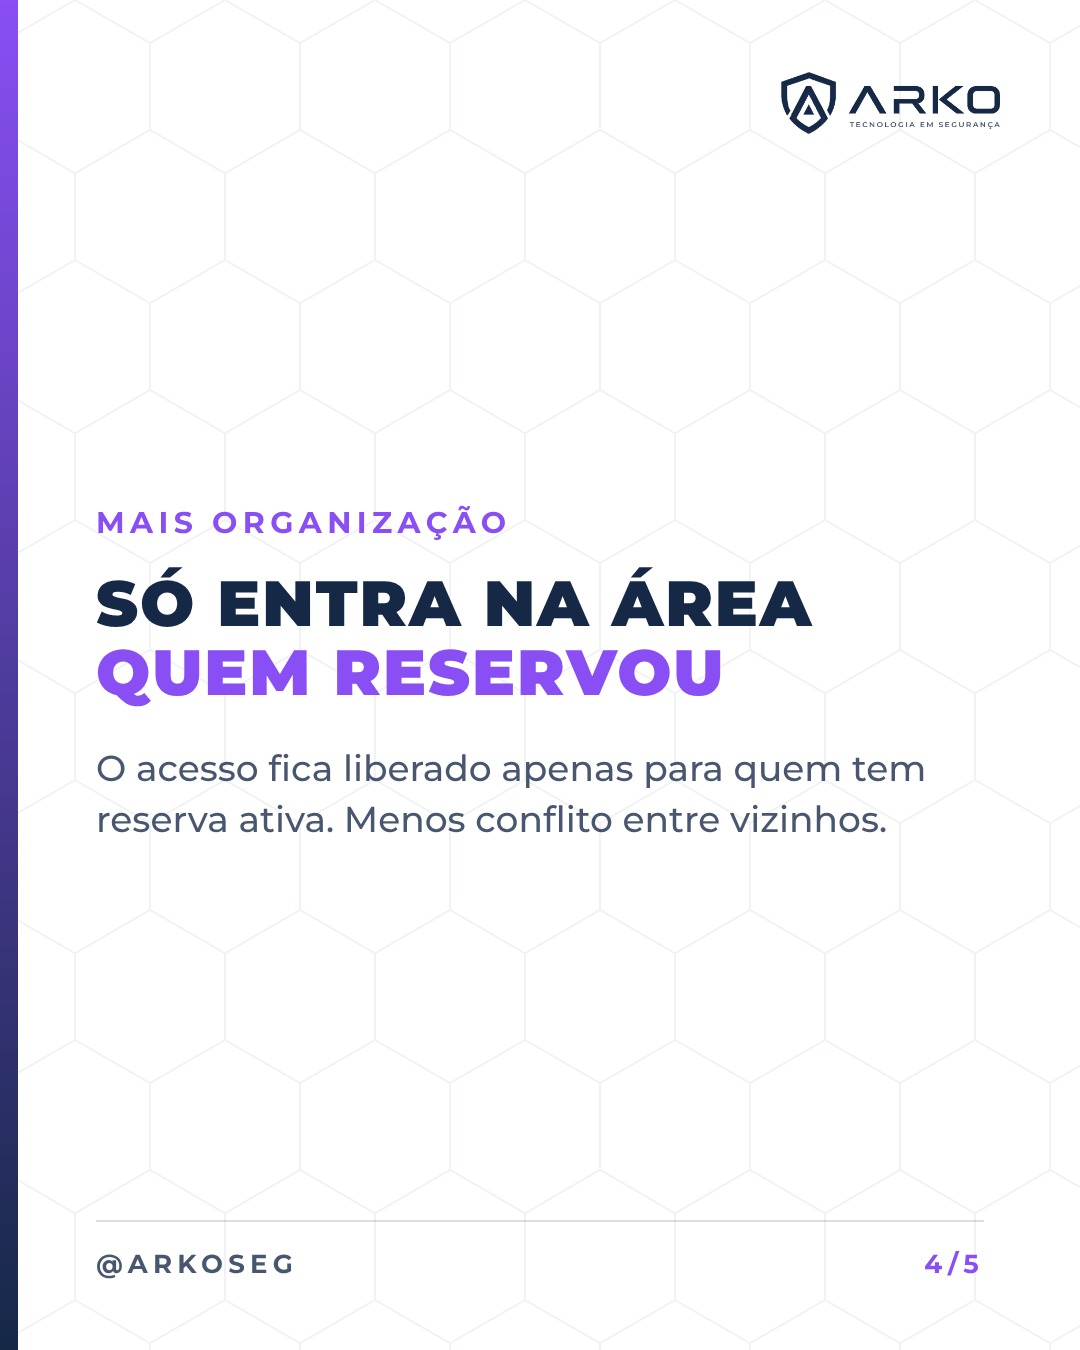 ARKO
TECNOLOGIA EM SEGURANÇA
MAIS ORGANIZAÇÃO
SÓ ENTRA NA ÁREA
QUEM RESERVOU
O acesso fica liberado apenas para quem tem
reserva ativa. Menos conflito entre vizinhos.
@ARKOSEG
4/5